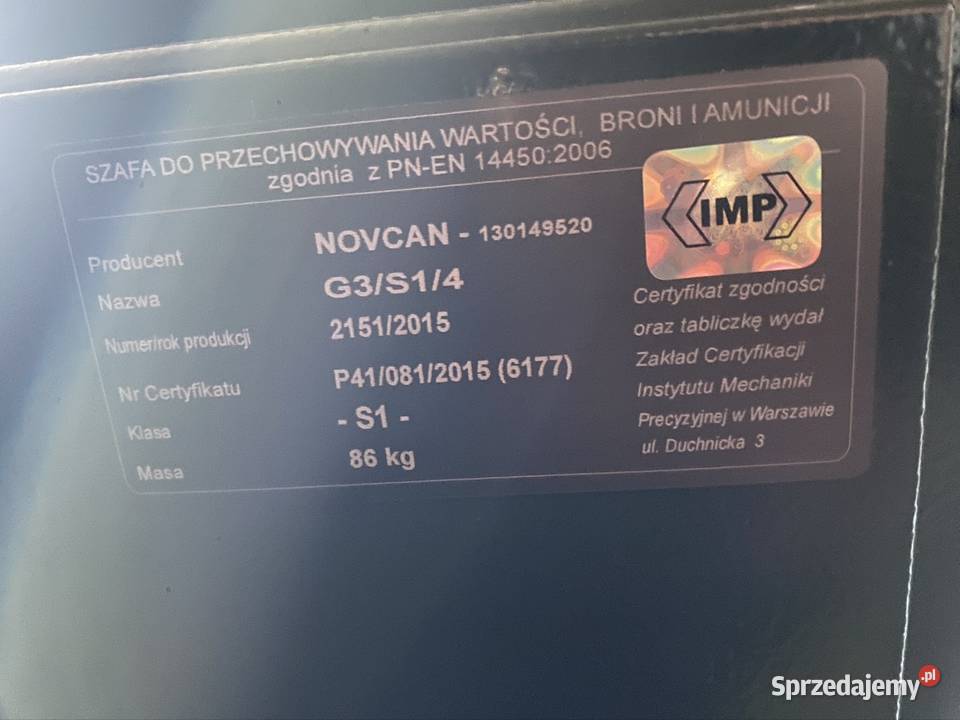 SZAFA DO PRZECHOWYWANIA WARTOŚCI, BRONI I AMUNICJI
zgodnia z PN-EN 14450:2006
IMP
Producent NOVCAN - 130149520
Nazwa G3/S1/4
Numer/rok produkcji 2151/2015
Nr Certyfikatu P41/081/2015 (6177)
Klasa - S1 -
Masa 86 kg
Certyfikat zgodności
oraz tabliczkę wydał
Zakład Certyfikacji
Instytutu Mechaniki
Precyzyjnej w Warszawie
ul. Duchnicka 3
Sprzedajemy.pl